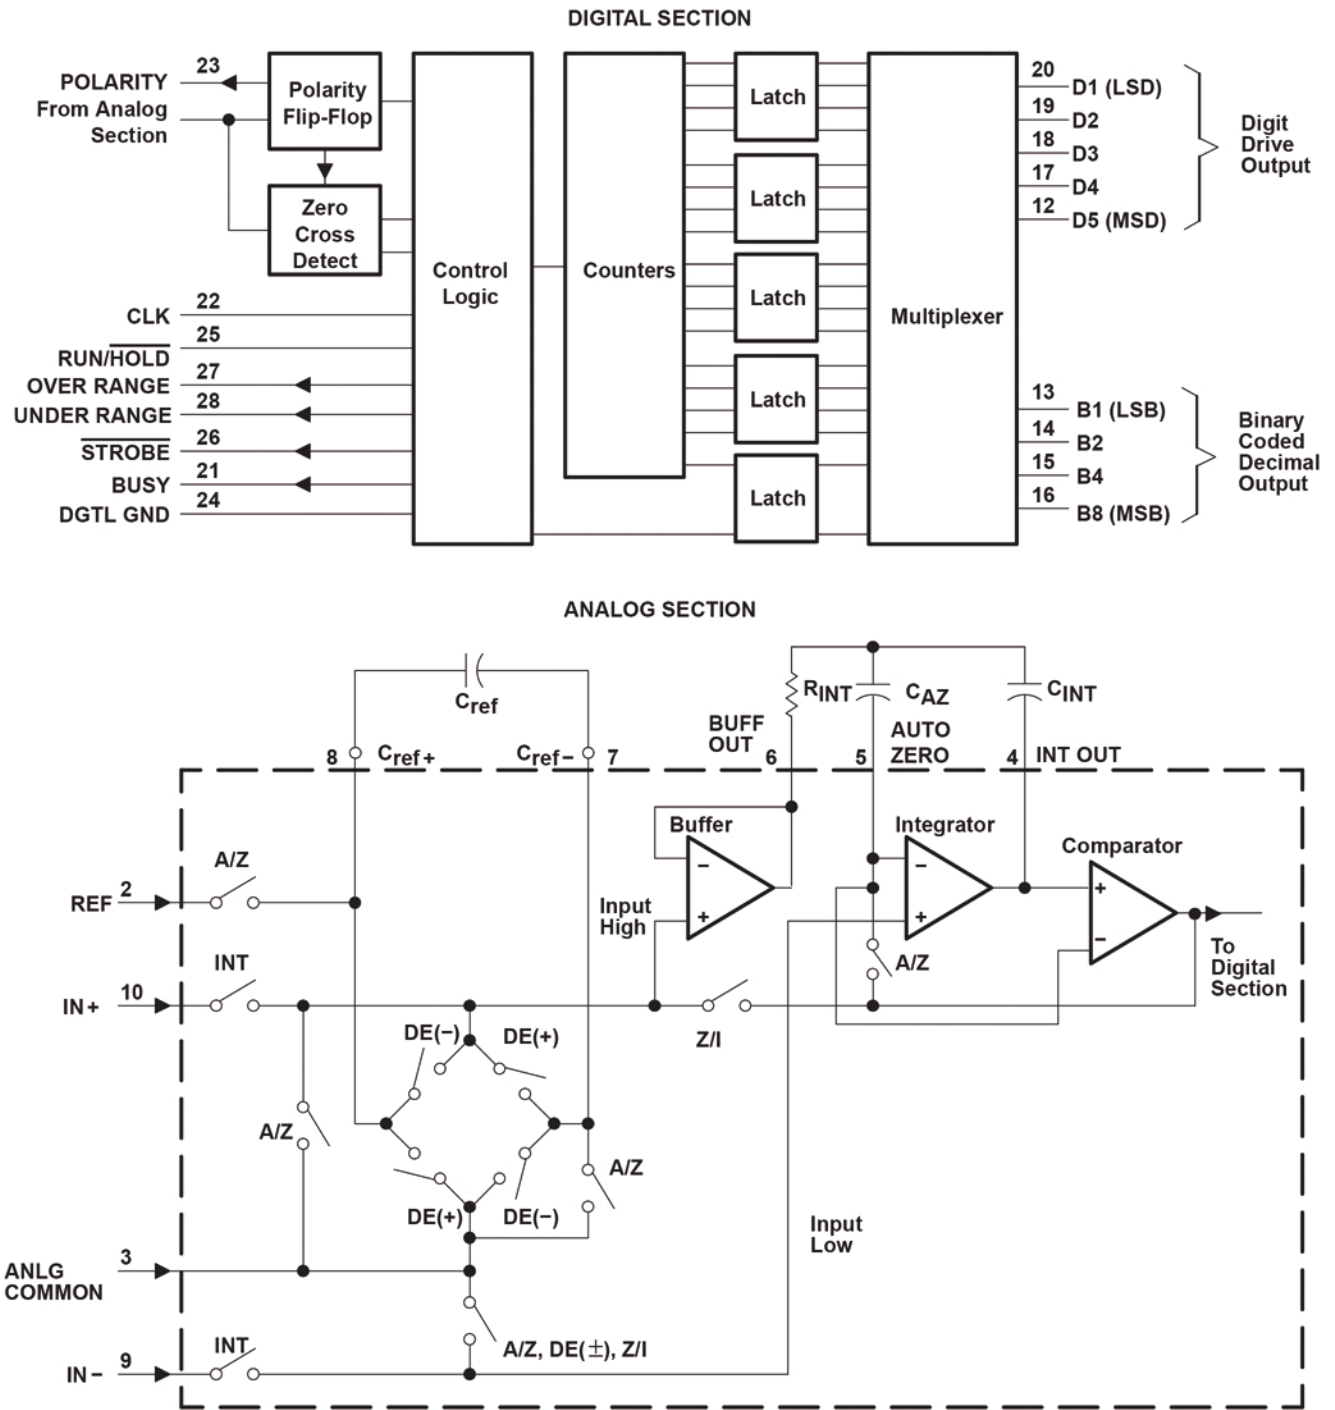 DIGITAL SECTION
POLARITY
23
From Analog
Section
Polarity
Flip-Flop
Zero
Cross
Detect
CLK
22
RUN/HOLD
25
OVER RANGE
27
UNDER RANGE
28
STROBE
26
BUSY
21
DGTL GND
24
Control
Logic
Counters
Latch
Latch
Latch
Latch
Latch
Multiplexer
20
D1 (LSD)
19
D2
18
D3
17
D4
12
D5 (MSD)
Digit
Drive
Output
13
B1 (LSB)
14
B2
15
B4
16
B8 (MSB)
Binary
Coded
Decimal
Output
ANALOG SECTION
Cref
8
Cref+
Cref−
7
BUFF
OUT
6
RINT
CAZ
AUTO
ZERO
5
CINT
4
INT OUT
Buffer
−
+
Input
High
Integrator
−
+
Comparator
+
−
To
Digital
Section
REF
2
A/Z
IN+
10
INT
Z/I
A/Z
DE(−)
DE(+)
A/Z
A/Z
DE(+)
DE(−)
Input
Low
ANLG
COMMON
3
A/Z, DE(±), Z/I
IN−
9
INT